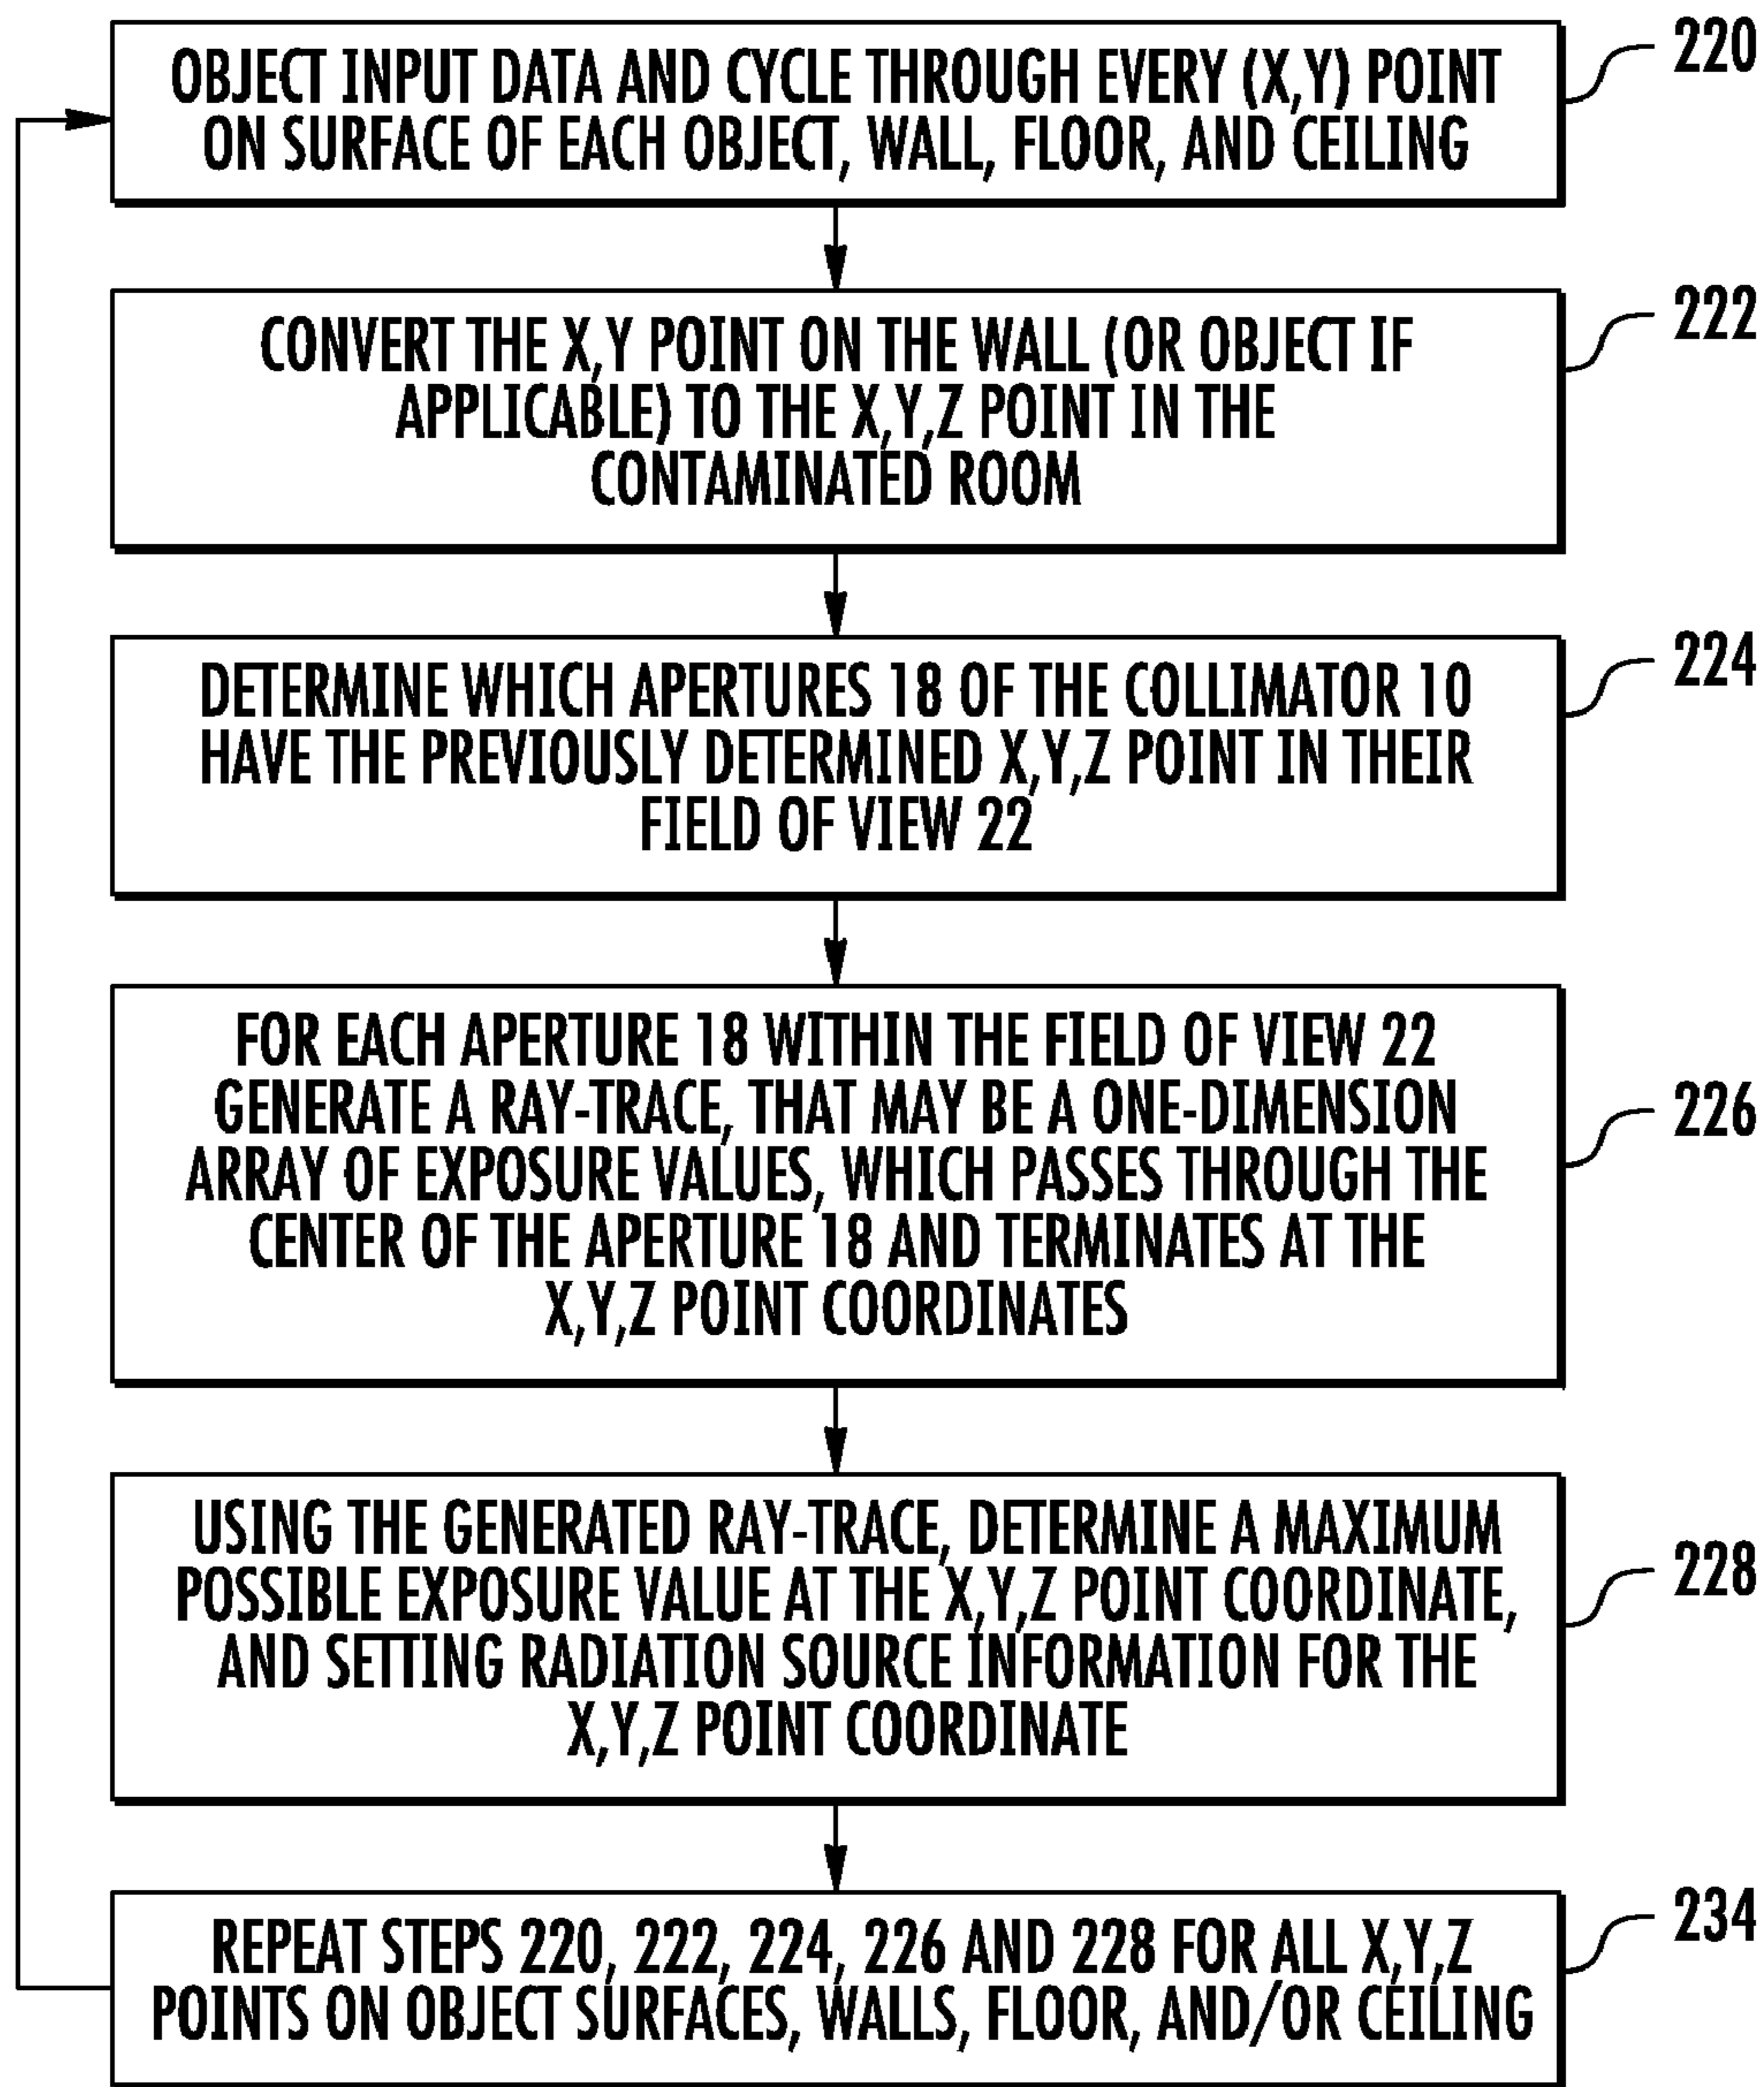 OBJECT INPUT DATA AND CYCLE THROUGH EVERY (X,Y) POINT
ON SURFACE OF EACH OBJECT, WALL, FLOOR, AND CEILING
220
CONVERT THE X,Y POINT ON THE WALL (OR OBJECT IF
APPLICABLE) TO THE X,Y,Z POINT IN THE
CONTAMINATED ROOM
222
DETERMINE WHICH APERTURES 18 OF THE COLLIMATOR 10
HAVE THE PREVIOUSLY DETERMINED X,Y,Z POINT IN THEIR
FIELD OF VIEW 22
224
FOR EACH APERTURE 18 WITHIN THE FIELD OF VIEW 22
GENERATE A RAY-TRACE, THAT MAY BE A ONE-DIMENSION
ARRAY OF EXPOSURE VALUES, WHICH PASSES THROUGH THE
CENTER OF THE APERTURE 18 AND TERMINATES AT THE
X,Y,Z POINT COORDINATES
226
USING THE GENERATED RAY-TRACE, DETERMINE A MAXIMUM
POSSIBLE EXPOSURE VALUE AT THE X,Y,Z POINT COORDINATE,
AND SETTING RADIATION SOURCE INFORMATION FOR THE
X,Y,Z POINT COORDINATE
228
REPEAT STEPS 220, 222, 224, 226 AND 228 FOR ALL X,Y,Z
POINTS ON OBJECT SURFACES, WALLS, FLOOR, AND/OR CEILING
234